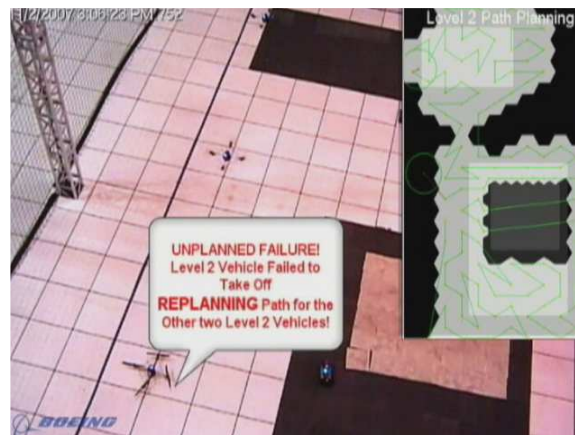 11/2/2007 3:06:23 PM 752
Level 2 Path Planning
UNPLANNED FAILURE!
Level 2 Vehicle Failed to
Take Off
REPLANNING Path for the
Other two Level 2 Vehicles!
BOEING